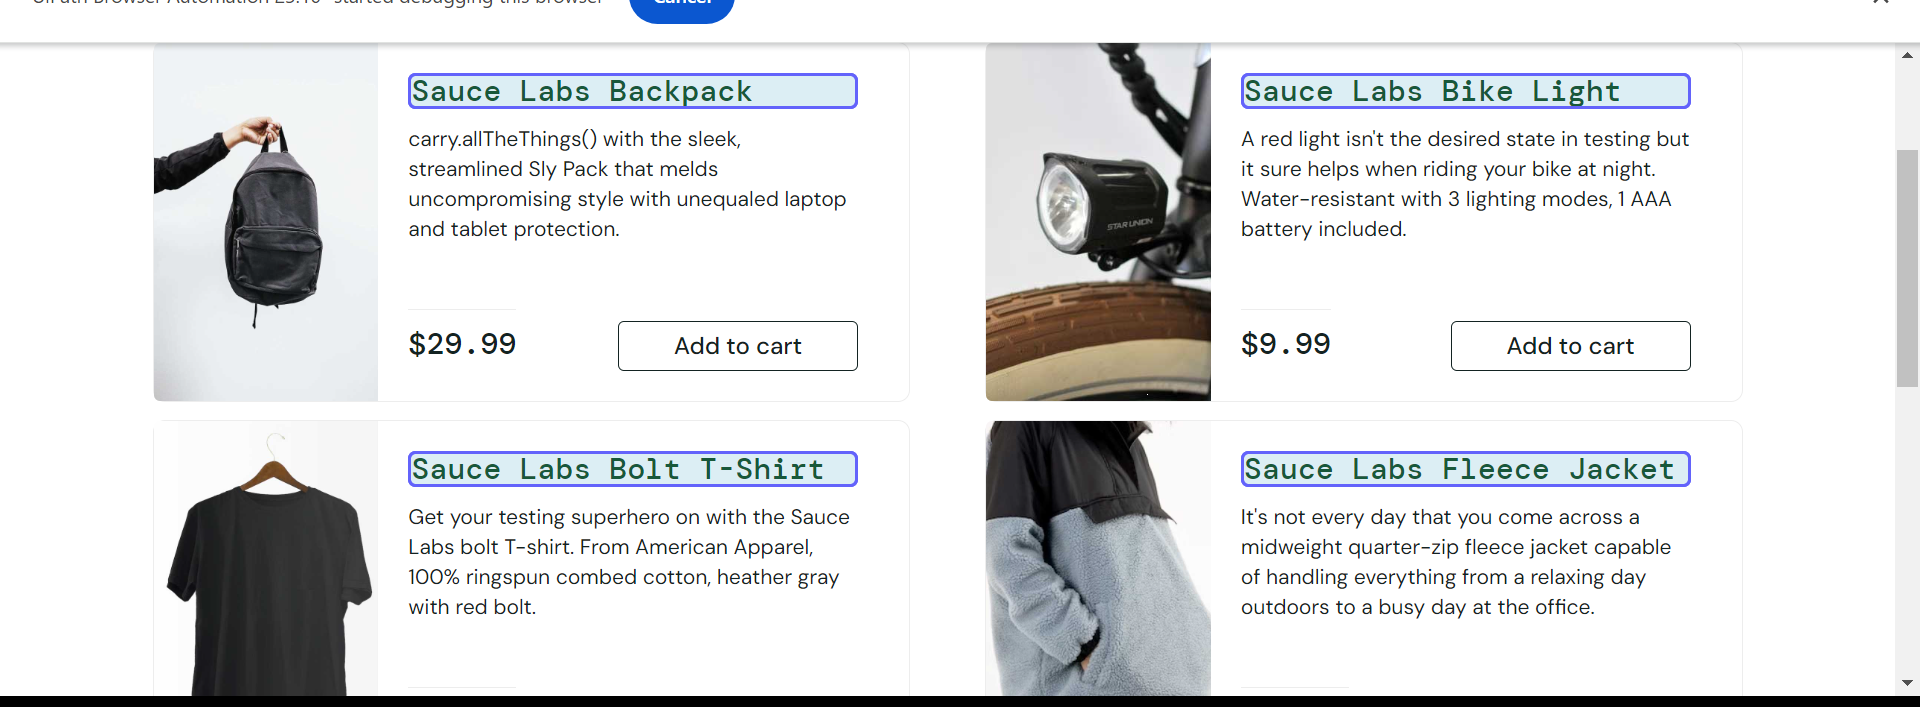 Sauce Labs Backpack
carry.allTheThings() with the sleek,
streamlined Sly Pack that melds
uncompromising style with unequaled laptop
and tablet protection.
$29.99
Add to cart
Sauce Labs Bike Light
A red light isn't the desired state in testing but
it sure helps when riding your bike at night.
Water-resistant with 3 lighting modes, 1 AAA
battery included.
STAR UNION
$9.99
Add to cart
Sauce Labs Bolt T-Shirt
Get your testing superhero on with the Sauce
Labs bolt T-shirt. From American Apparel,
100% ringspun combed cotton, heather gray
with red bolt.
Sauce Labs Fleece Jacket
It's not every day that you come across a
midweight quarter-zip fleece jacket capable
of handling everything from a relaxing day
outdoors to a busy day at the office.